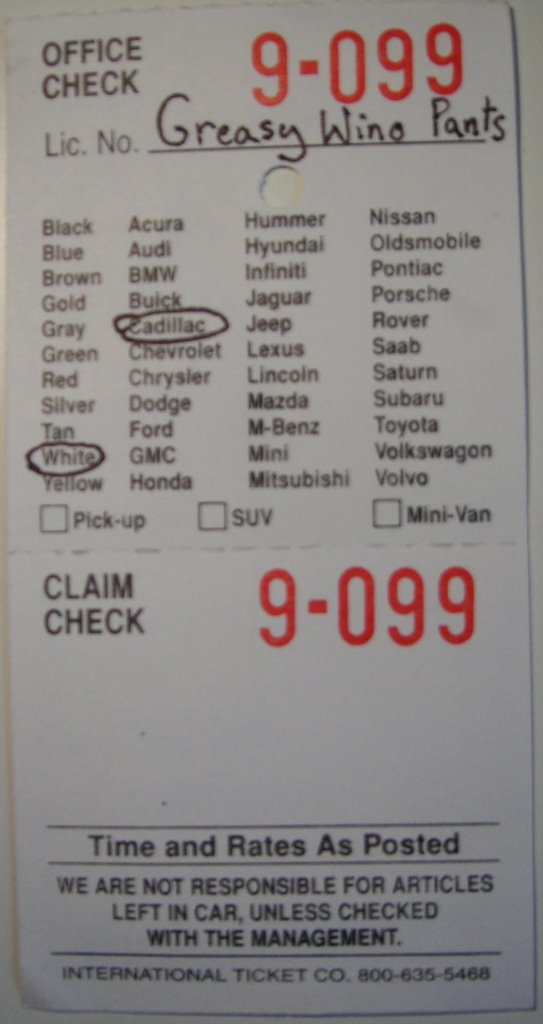 OFFICE CHECK 9-099
Lic. No. Greasy Wino Pants
Black Acura Hummer Nissan
Blue Audi Hyundai Oldsmobile
Brown BMW Infiniti Pontiac
Gold Buick Jaguar Porsche
Gray Cadillac Jeep Rover
Green Chevrolet Lexus Saab
Red Chrysler Lincoln Saturn
Silver Dodge Mazda Subaru
Tan Ford M-Benz Toyota
White GMC Mini Volkswagon
Yellow Honda Mitsubishi Volvo
Pick-up SUV Mini-Van
CLAIM CHECK 9-099
Time and Rates As Posted
WE ARE NOT RESPONSIBLE FOR ARTICLES
LEFT IN CAR, UNLESS CHECKED
WITH THE MANAGEMENT.
INTERNATIONAL TICKET CO. 800-635-5468